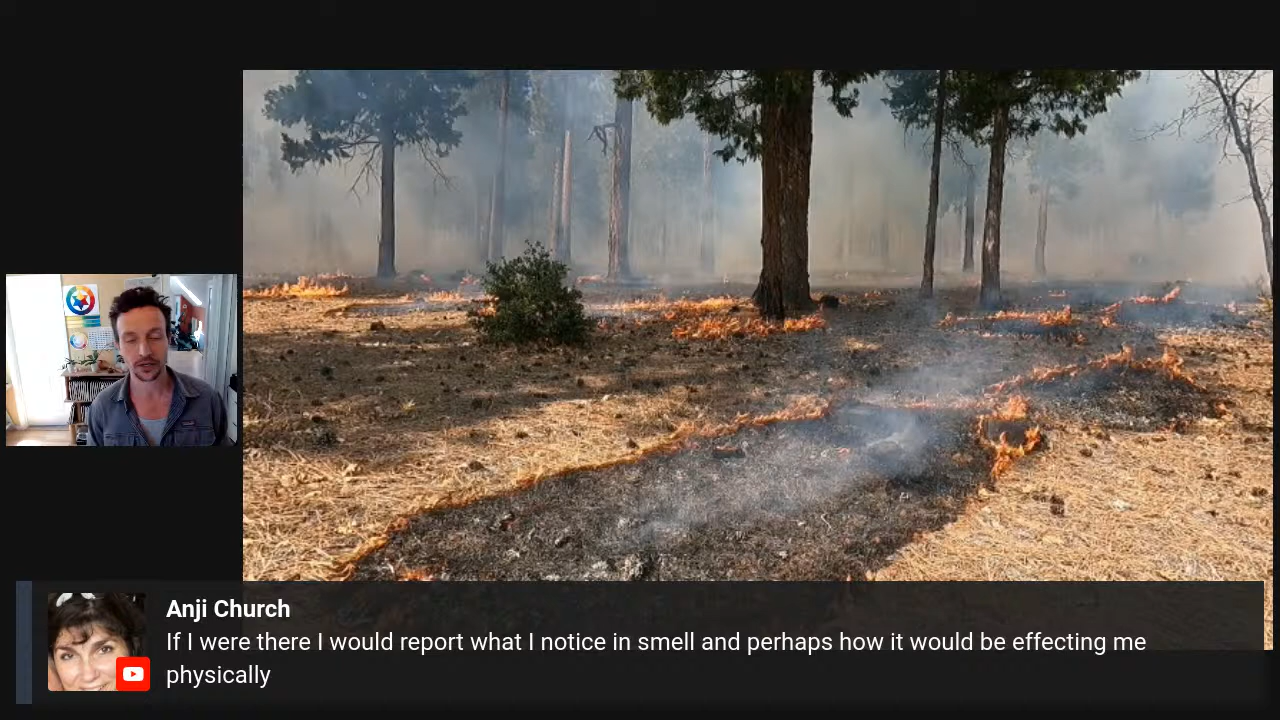 Anji Church
If I were there I would report what I notice in smell and perhaps how it would be effecting me
physically